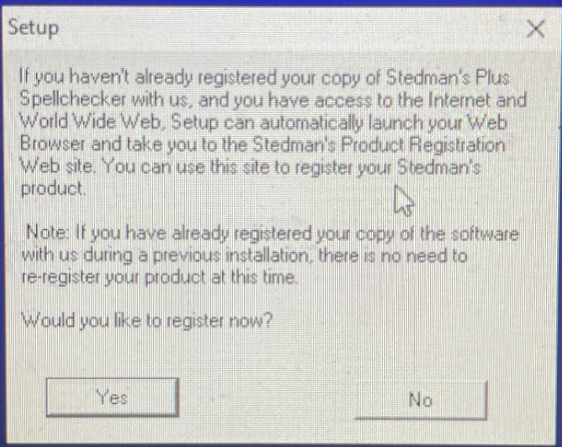 Setup
If you haven't already registered your copy of Stedman's Plus
Spellchecker with us, and you have access to the Internet and
World Wide Web, Setup can automatically launch your Web
Browser and take you to the Stedman's Product Registration
Web site. You can use this site to register your Stedman's
product.
Note: If you have already registered your copy of the software
with us during a previous installation, there is no need to
re-register your product at this time.
Would you like to register now?
Yes
No